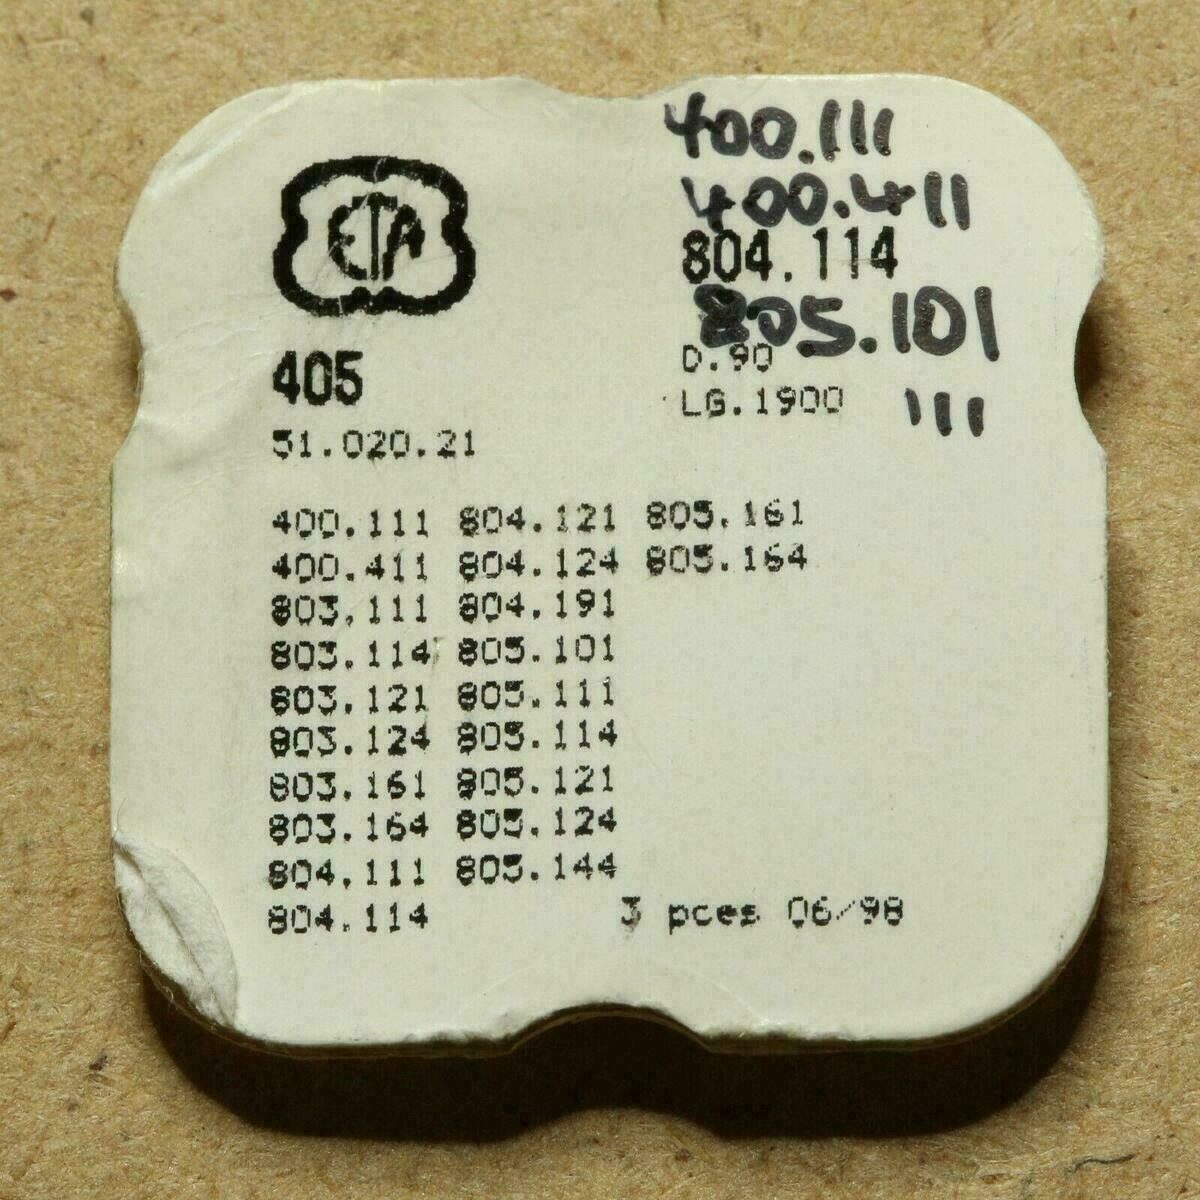 400.111
400.411
ETA
804.114
805.101
405
D.90
LG.1900
111
51.020.21
400.111 804.121 805.161
400.411 804.124 805.164
803.111 804.191
803.114 805.101
803.121 805.111
803.124 805.114
803.161 805.121
803.164 805.124
804.111 805.144
804.114
3 pces 06/98